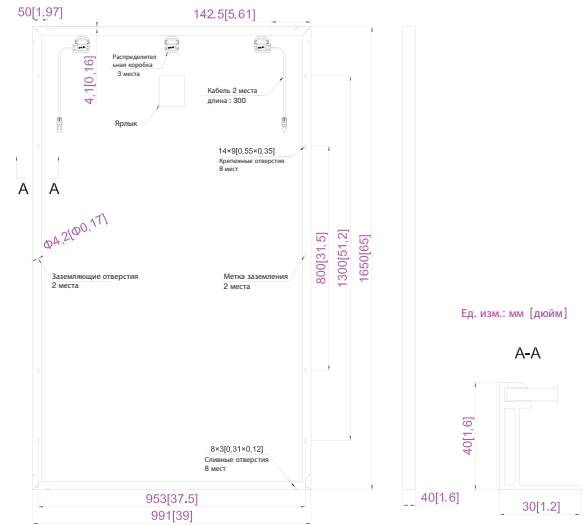 50[1.97]
142.5[5.61]
4,1[0,16]
Распределител
ьная коробка
3 места
Кабель 2 места
длина : 300
Ярлык
14×9[0,55×0,35]
Крепежные отверстия
8 мест
A A
Ф4,2[Ф0,17]
Заземляющие отверстия
2 места
Метка заземления
2 места
800[31.5]
1300[51.2]
1650[65]
Ед. изм.: мм [дюйм]
A-A
40[1,6]
8×3[0,31×0,12]
Сливные отверстия
8 мест
953[37.5]
991[39]
40[1.6]
30[1.2]